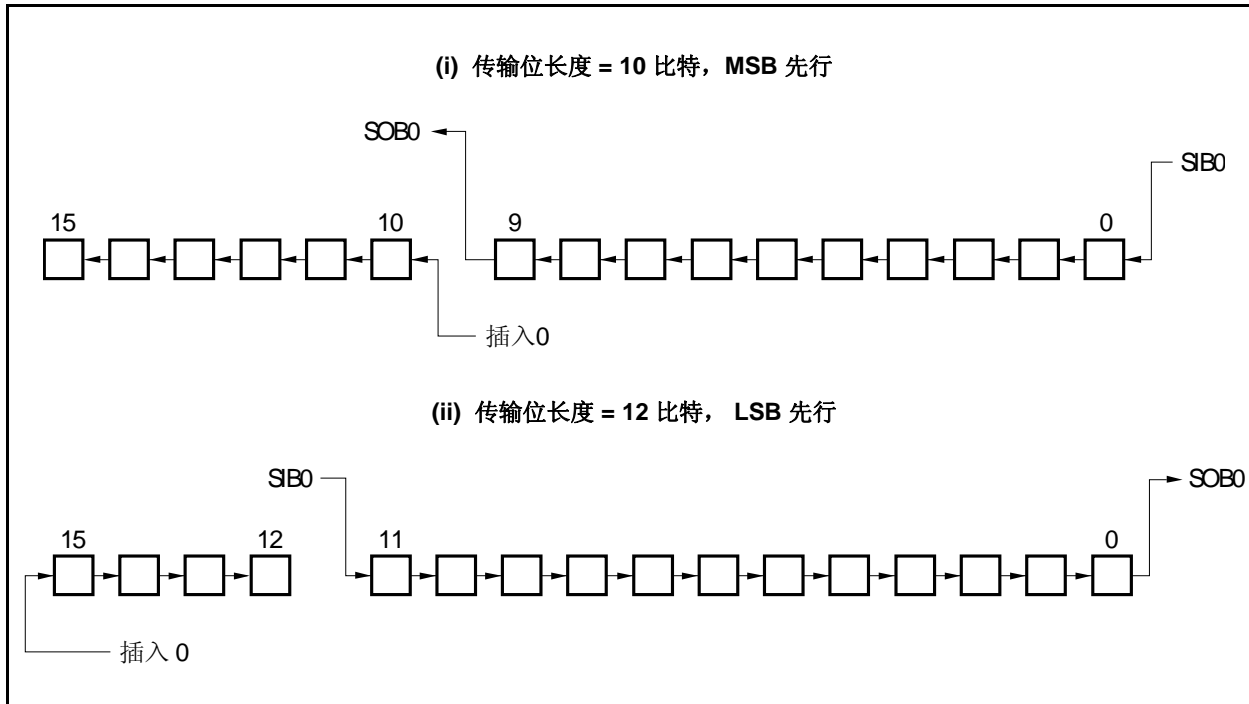 (i) 传输位长度 = 10 比特，MSB 先行
SOB0
SIB0
15 10 9 0
插入0
(ii) 传输位长度 = 12 比特， LSB 先行
SIB0
SOB0
15 12 11 0
插入 0